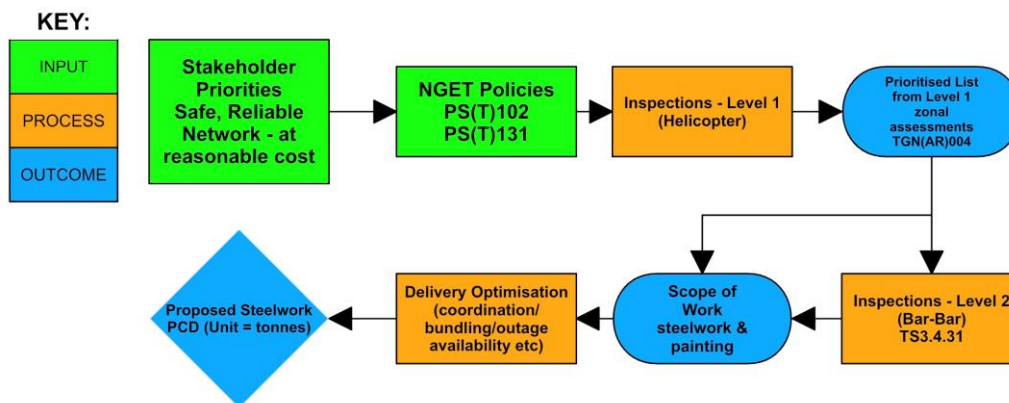 KEY:
INPUT
PROCESS
OUTCOME
Stakeholder
Priorities
Safe, Reliable
Network - at
reasonable cost
NGET Policies
PS(T)102
PS(T)131
Inspections - Level 1
(Helicopter)
Prioritised List
from Level 1
zonal
assessments
TGN(AR)004
Proposed Steelwork
PCD (Unit = tonnes)
Delivery Optimisation
(coordination/
bundling/outage
availability etc)
Scope of
Work
steelwork &
painting
Inspections - Level 2
(Bar-Bar)
TS3.4.31